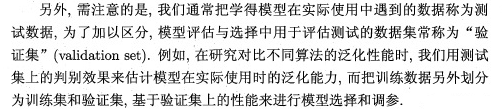 另外, 需注意的是, 我们通常把学得模型在实际使用中遇到的数据称为测
试数据, 为了加以区分, 模型评估与选择中用于评估测试的数据集常称为“验
证集” (validation set). 例如, 在研究对比不同算法的泛化性能时, 我们用测试
集上的判别效果来估计模型在实际使用时的泛化能力, 而把训练数据另外划分
为训练集和验证集, 基于验证集上的性能来进行模型选择和调参.